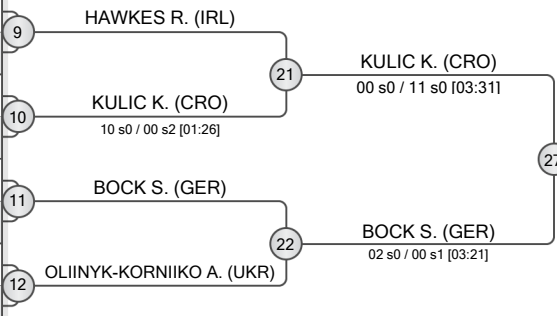 HAWKES R. (IRL)
9
21
KULIC K. (CRO)
00 s0 / 11 s0 [03:31]
KULIC K. (CRO)
10
10 s0 / 00 s2 [01:26]
27
BOCK S. (GER)
11
22
BOCK S. (GER)
02 s0 / 00 s1 [03:21]
OLIINYK-KORNIIKO A. (UKR)
12